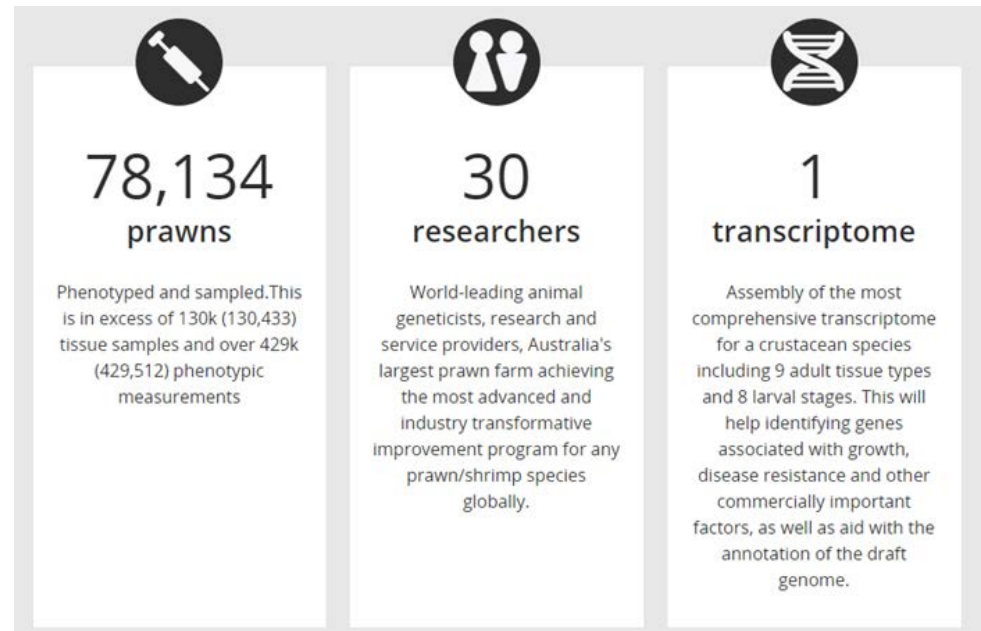 78,134
prawns
Phenotyped and sampled.This
is in excess of 130k (130,433)
tissue samples and over 429k
(429,512) phenotypic
measurements
30
researchers
World-leading animal
geneticists, research and
service providers, Australia's
largest prawn farm achieving
the most advanced and
industry transformative
improvement program for any
prawn/shrimp species
globally.
1
transcriptome
Assembly of the most
comprehensive transcriptome
for a crustacean species
including 9 adult tissue types
and 8 larval stages. This will
help identifying genes
associated with growth,
disease resistance and other
commercially important
factors, as well as aid with the
annotation of the draft
genome.